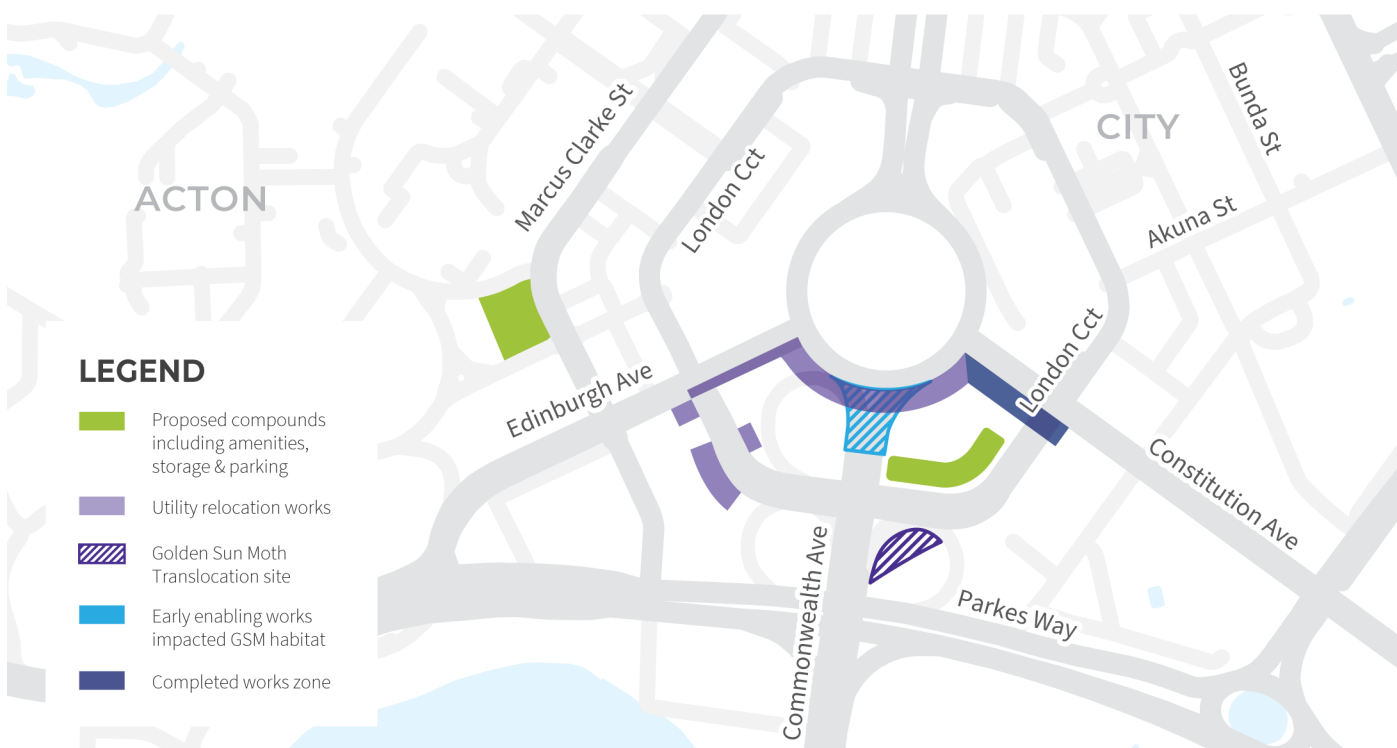 ACTON
Marcus Clarke St
London Cct
CITY
Bunda St
Akuna St
London Cct
Edinburgh Ave
Constitution Ave
Commonwealth Ave
Parkes Way
LEGEND
Proposed compounds
including amenities,
storage & parking
Utility relocation works
Golden Sun Moth
Translocation site
Early enabling works
impacted GSM habitat
Completed works zone